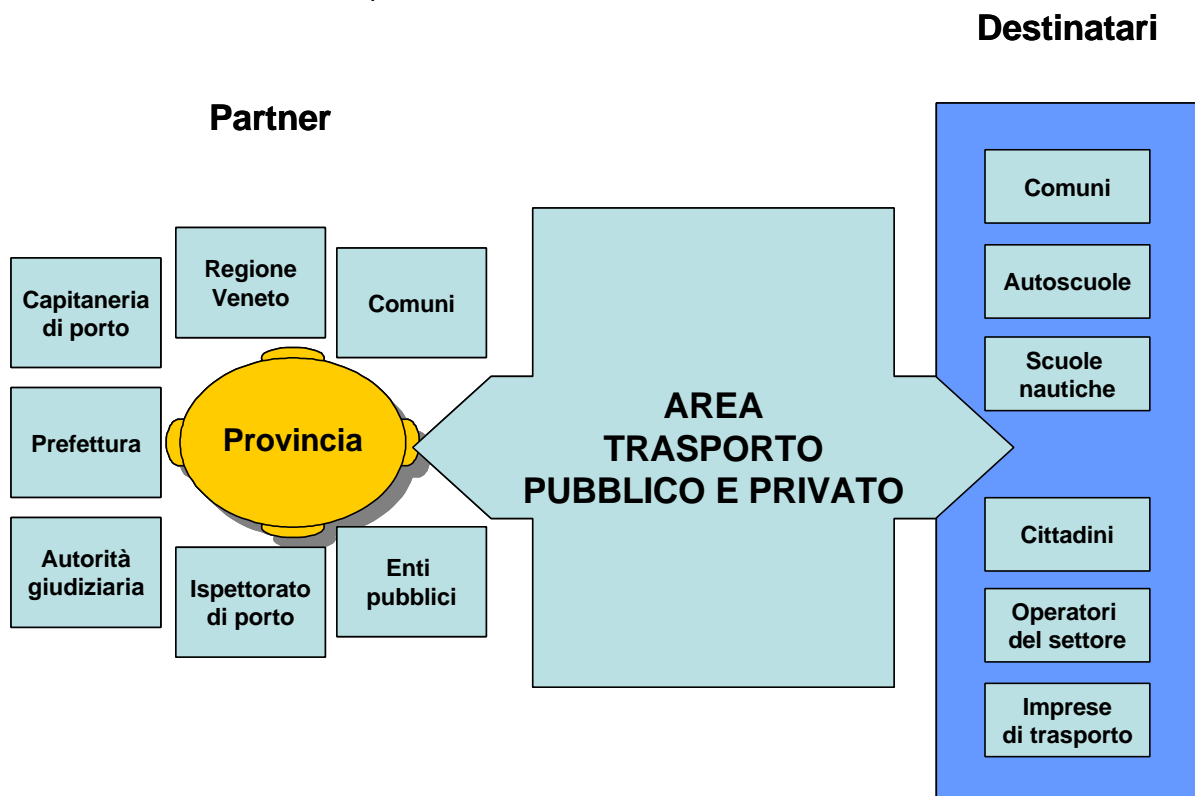 Destinatari
Partner
Capitaneria
di porto
Regione
Veneto
Comuni
Prefettura
Provincia
Autorità
giudiziaria
Ispettorato
di porto
Enti
pubblici
AREA
TRASPORTO
PUBBLICO E PRIVATO
Comuni
Autoscuole
Scuole
nautiche
Cittadini
Operatori
del settore
Imprese
di trasporto